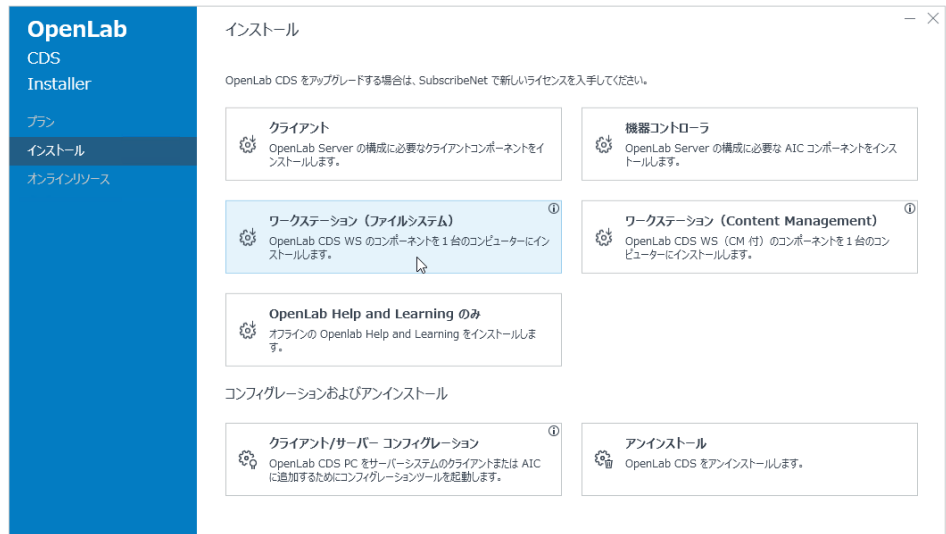 OpenLab
CDS
Installer
プラン
インストール
オンラインリソース
インストール
OpenLab CDS をアップグレードする場合は、SubscribeNet で新しいライセンスを入手してください。
クライアント
OpenLab Server の構成に必要なクライアントコンポーネントをイ
ンストールします。
機器コントローラ
OpenLab Server の構成に必要な AIC コンポーネントをインス
トールします。
ワークステーション（ファイルシステム）
OpenLab CDS WS のコンポーネントを１台のコンピューターにイン
ストールします。
ワークステーション（Content Management）
OpenLab CDS WS（CM 付）のコンポーネントを１台のコン
ピューターにインストールします。
OpenLab Help and Learning のみ
オフラインの Openlab Help and Learning をインストールしま
す。
コンフィグレーションおよびアンインストール
クライアント/サーバー コンフィグレーション
OpenLab CDS PC をサーバーシステムのクライアントまたは AIC
に追加するためにコンフィグレーションツールを起動します。
アンインストール
OpenLab CDS をアンインストールします。